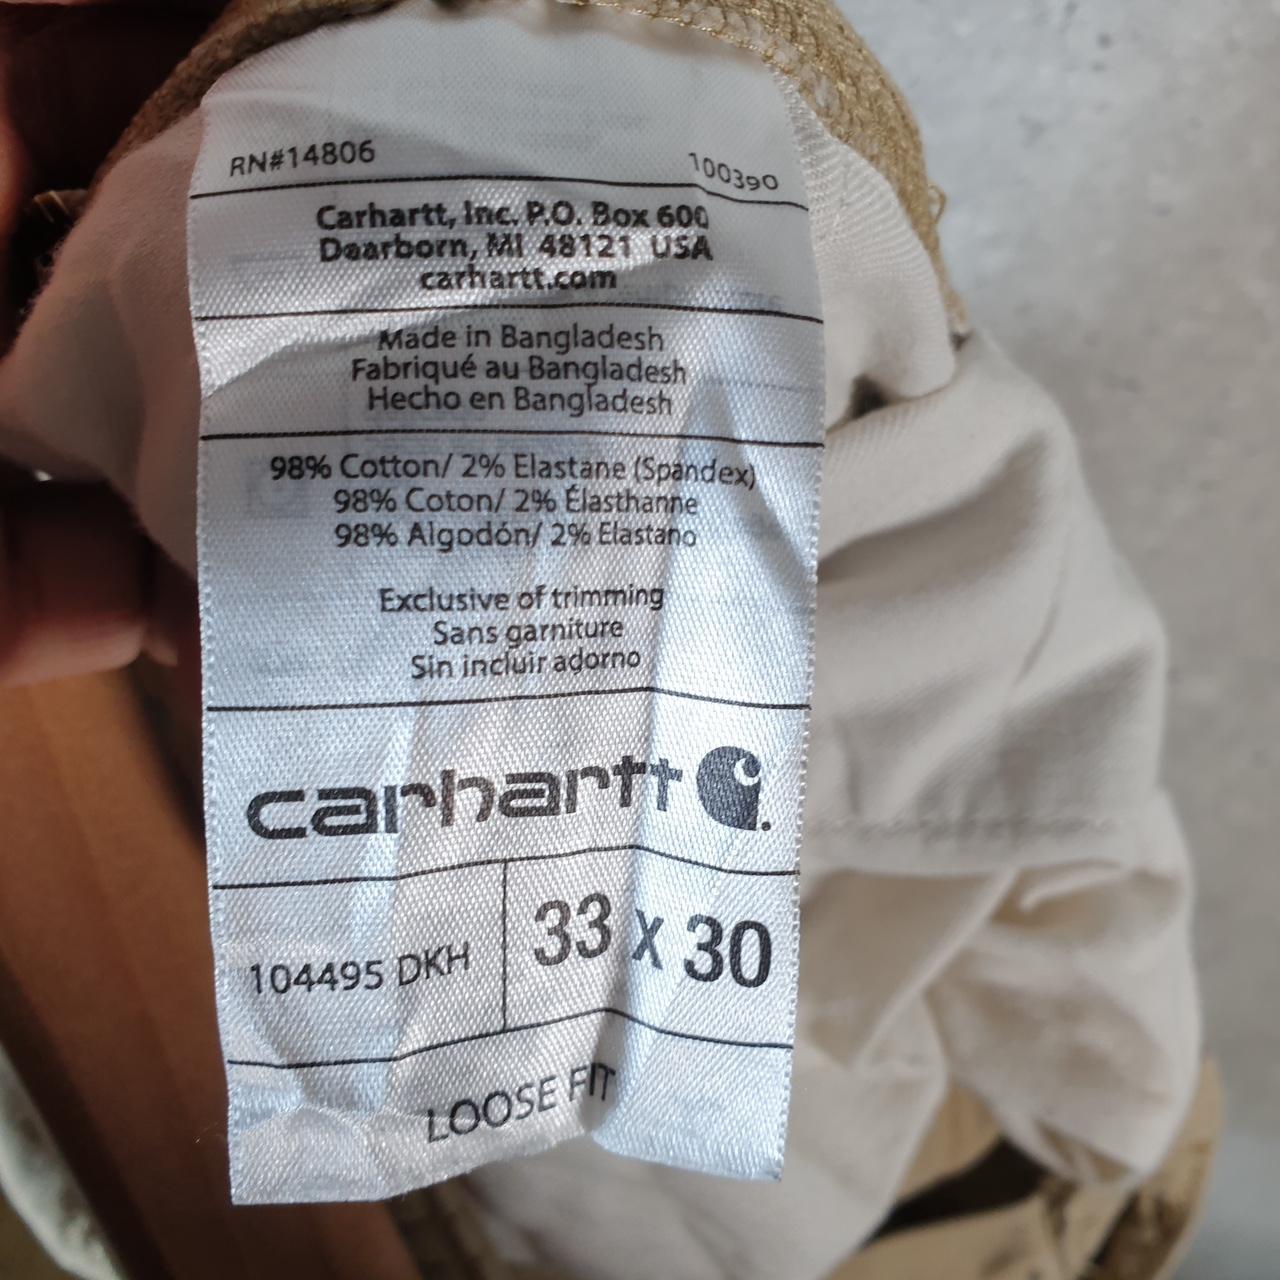 RN#14806 100390
Carhartt, Inc. P.O. Box 600
Dearborn, MI 48121 USA
carhartt.com
Made in Bangladesh
Fabriqué au Bangladesh
Hecho en Bangladesh
98% Cotton/ 2% Elastane (Spandex)
98% Coton/ 2% Élasthanne
98% Algodón/ 2% Elastano
Exclusive of trimming
Sans garniture
Sin incluir adorno
carhartt
104495 DKH 33 x 30
LOOSE FIT